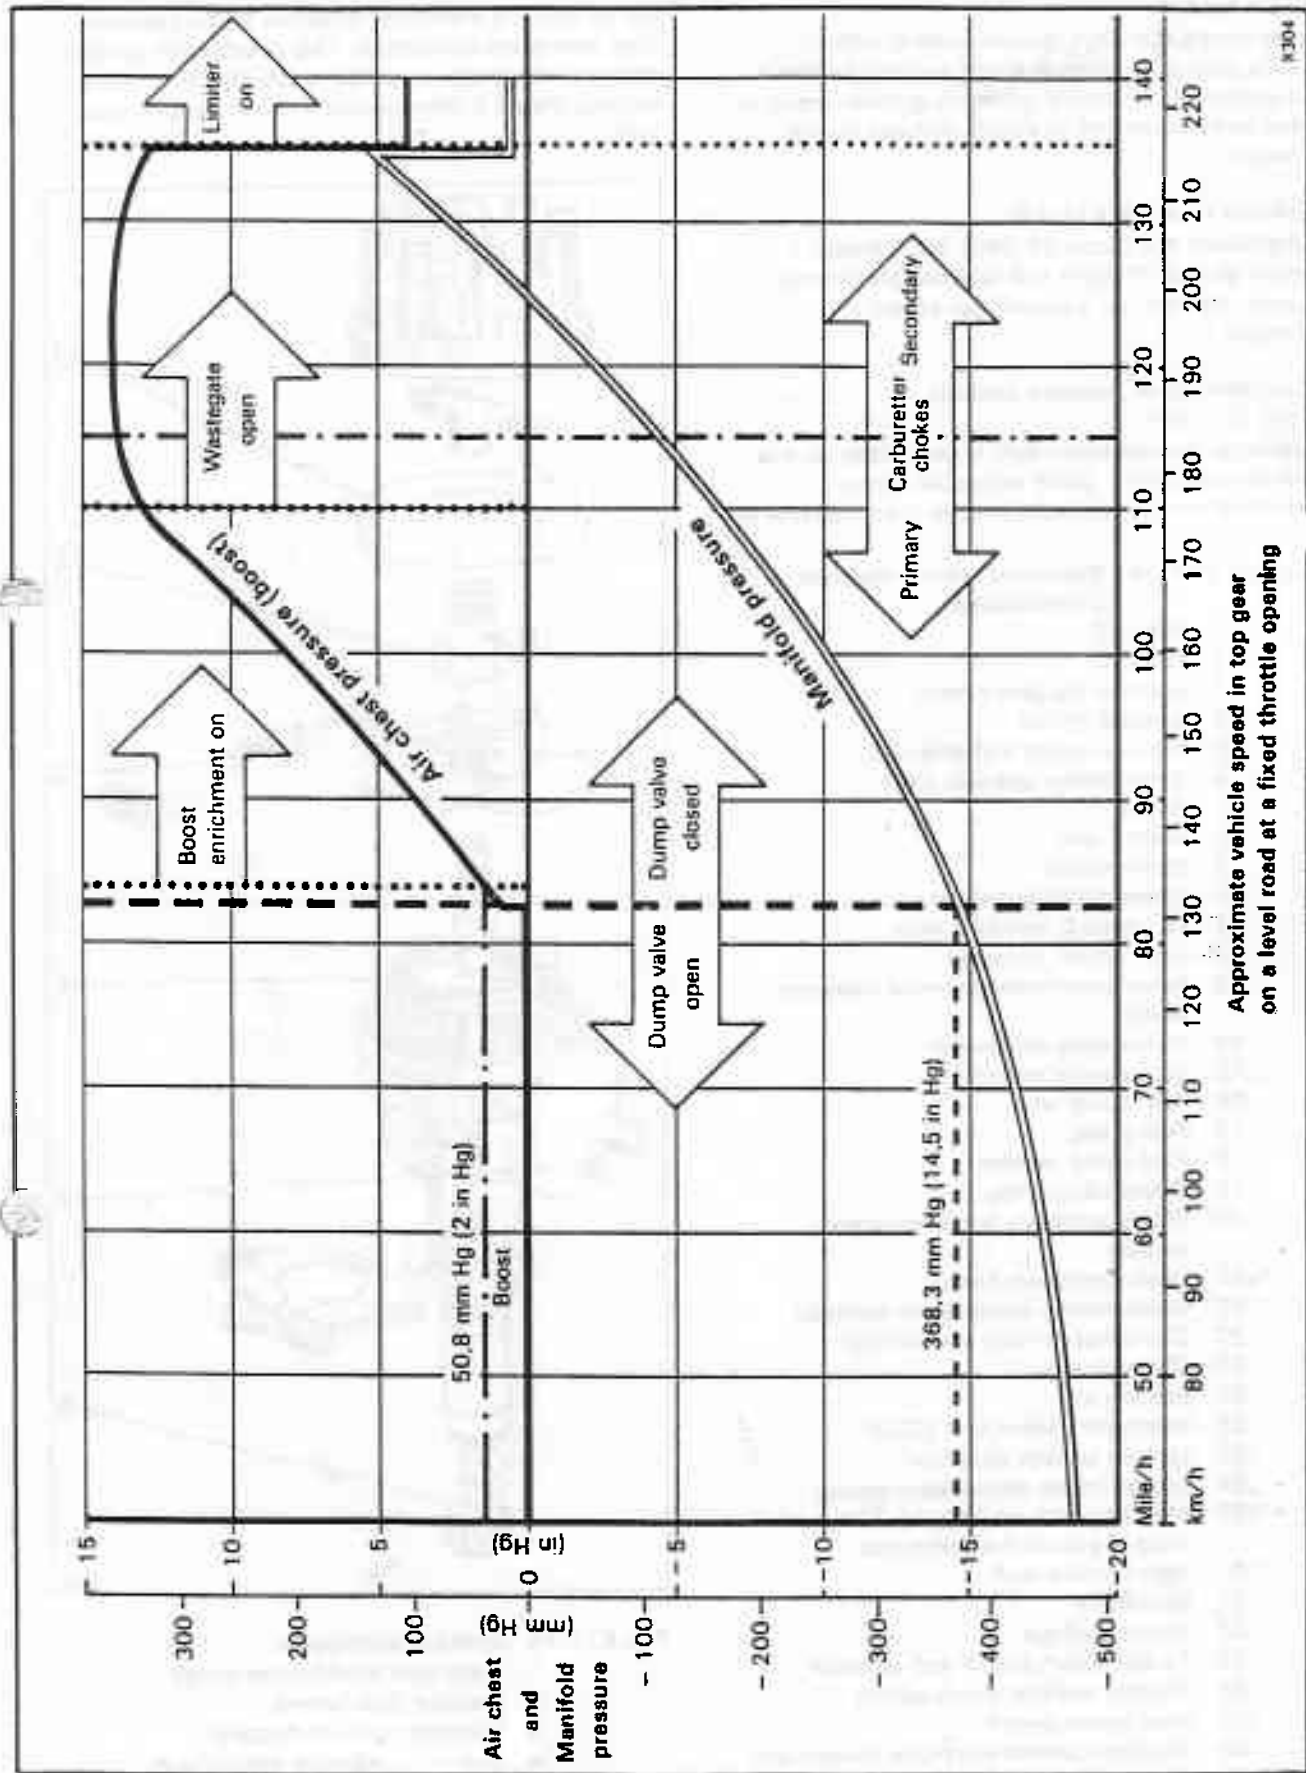 Limiter
on
Wastegate
open
Boost
enrichment on
Air chest pressure (boost)
Manifold pressure
Dump valve
open
Dump valve
closed
Primary
Carburetter
chokes
Secondary
50,8 mm Hg (2 in Hg)
Boost
368,3 mm Hg (14,5 in Hg)
15
10
5
0
-5
-10
-15
-20
(in Hg)
300
200
100
-100
-200
-300
-400
-500
(mm Hg)
Air chest
and
Manifold
pressure
Mile/h 50 60 70 80 90 100 110 120 130 140
km/h 80 90 100 110 120 130 140 150 160 170 180 190 200 210 220
Approximate vehicle speed in top gear
on a level road at a fixed throttle opening